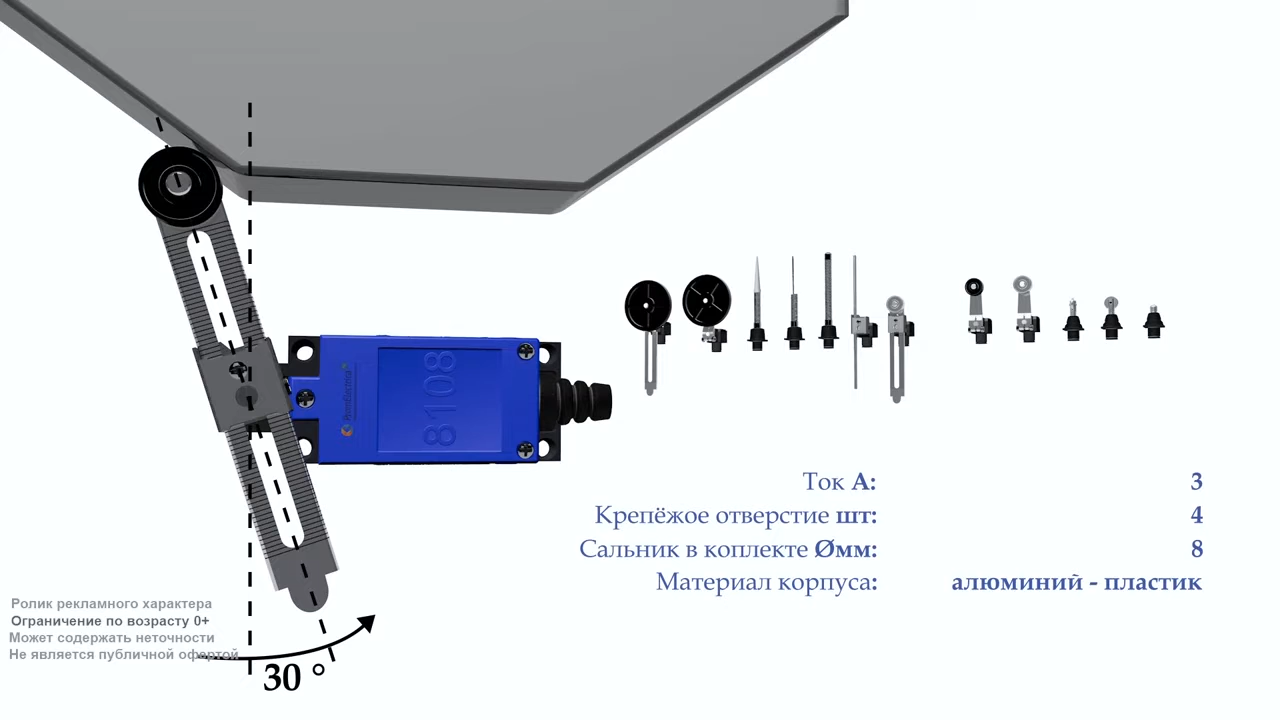 8108
Ток А: 3
Крепёжое отверстие шт: 4
Сальник в коплекте Øмм: 8
Материал корпуса: алюминий - пластик
Ролик рекламного характера
Ограничение по возрасту 0+
Может содержать неточности
Не является публичной офертой
30 °